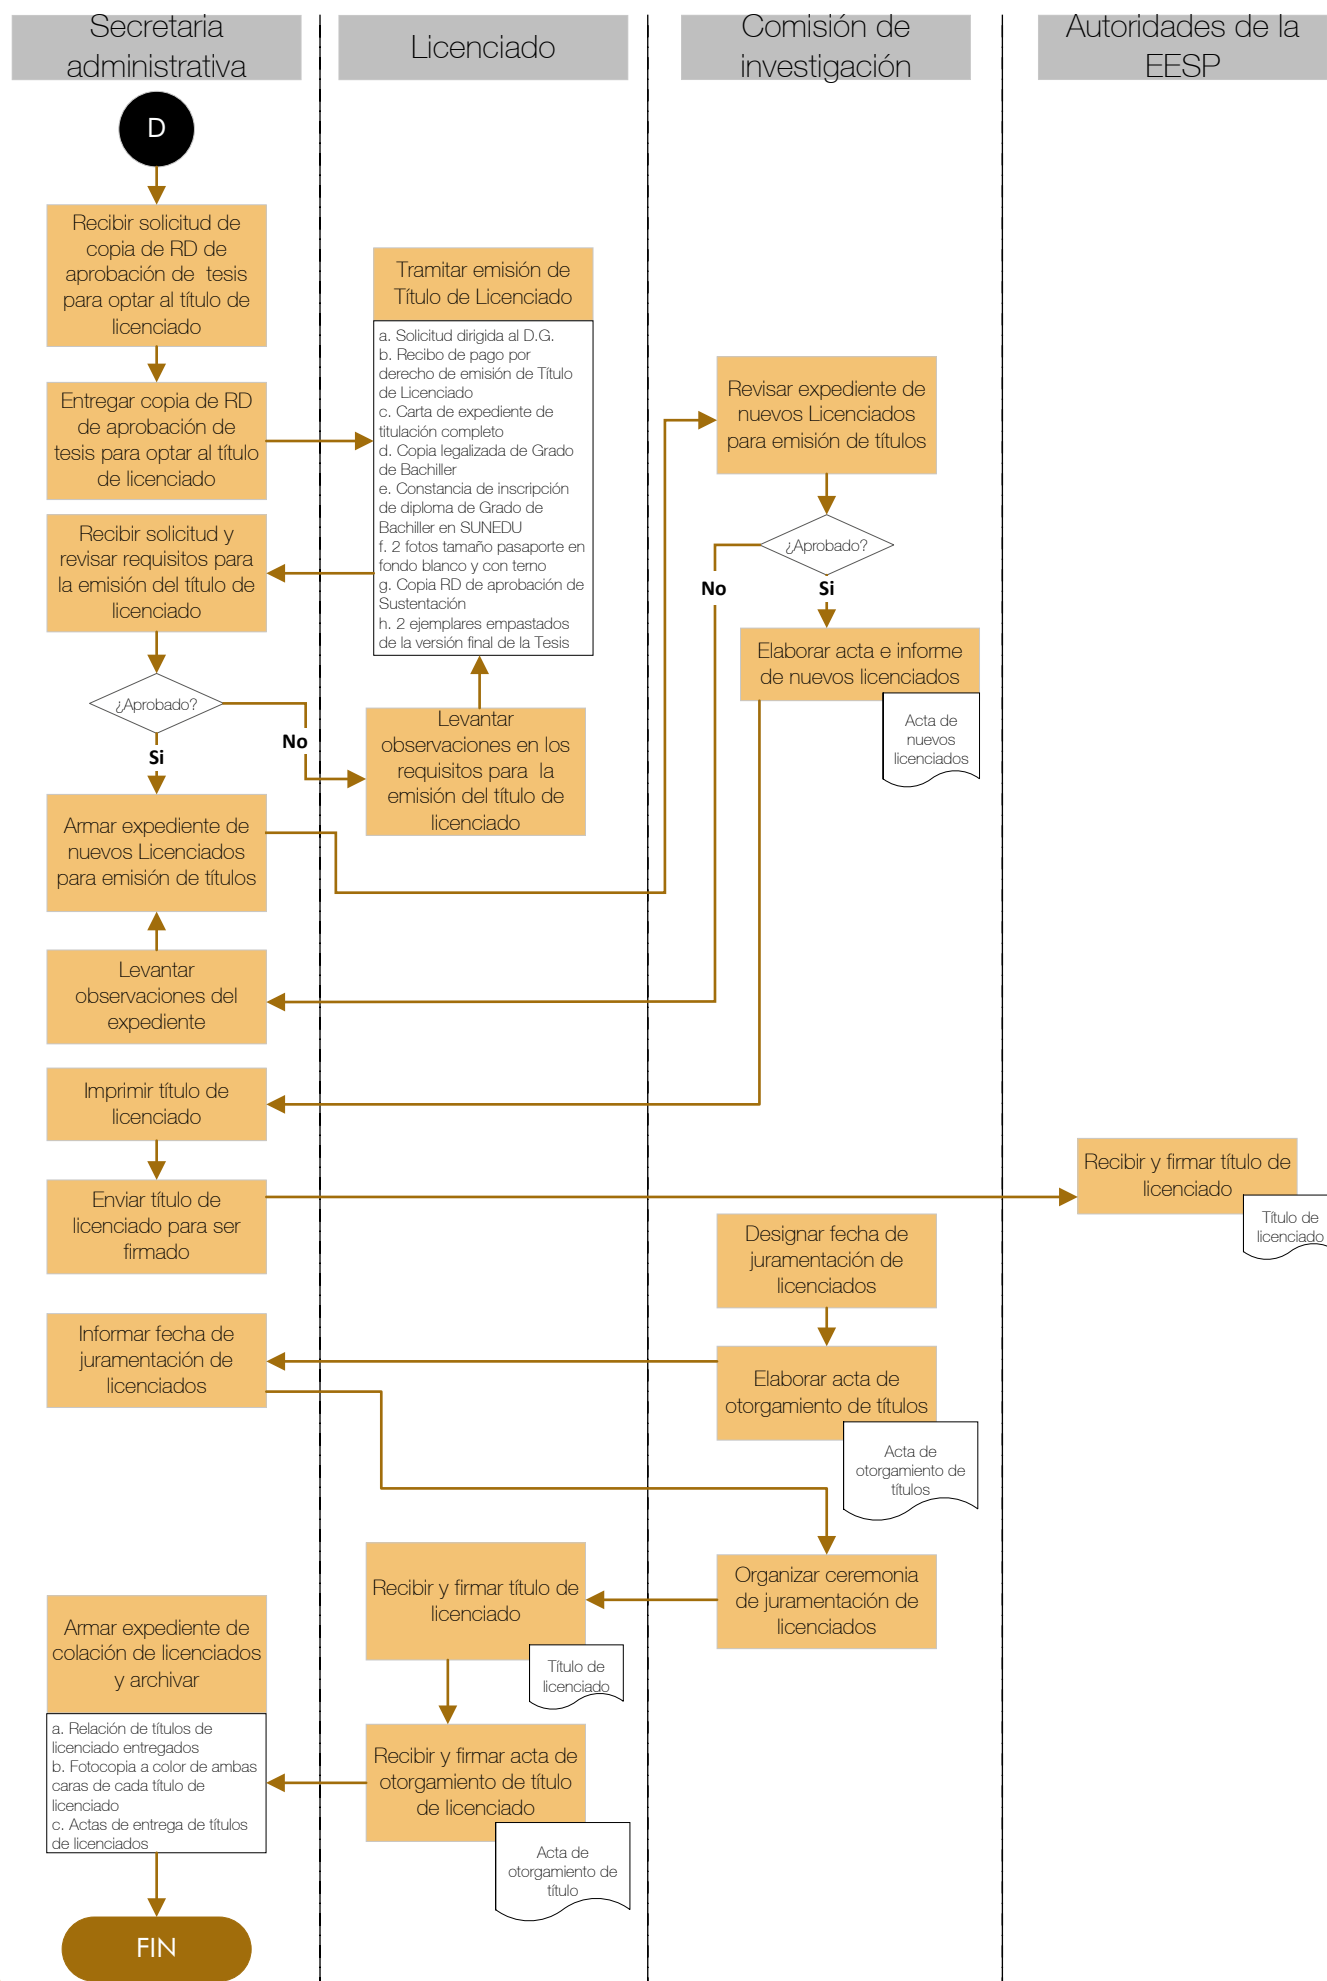 Secretaria
administrativa
Licenciado
Comisión de
investigación
Autoridades de la
EESP
D
Recibir solicitud de
copia de RD de
aprobación de tesis
para optar al título de
licenciado
Entregar copia de RD
de aprobación de
tesis para optar al título
de licenciado
Tramitar emisión de
Título de Licenciado
a. Solicitud dirigida al D.G.
b. Recibo de pago por
derecho de emisión de Título
de Licenciado
c. Carta de expediente de
titulación completo
d. Copia legalizada de Grado
de Bachiller
e. Constancia de inscripción
de diploma de Grado de
Bachiller en SUNEDU
f. 2 fotos tamaño pasaporte en
fondo blanco y con terno
g. Copia RD de aprobación de
Sustentación
h. 2 ejemplares empastados
de la versión final de la Tesis
Revisar expediente de
nuevos Licenciados
para emisión de títulos
Recibir solicitud y
revisar requisitos para
la emisión del título de
licenciado
¿Aprobado?
No
Si
Elaborar acta e informe
de nuevos licenciados
Acta de
nuevos
licenciados
¿Aprobado?
No
Si
Levantar
observaciones en los
requisitos para la
emisión del título de
licenciado
Armar expediente de
nuevos Licenciados
para emisión de títulos
Levantar
observaciones del
expediente
Imprimir título de
licenciado
Enviar título de
licenciado para ser
firmado
Recibir y firmar título de
licenciado
Título de
licenciado
Designar fecha de
juramentación de
licenciados
Informar fecha de
juramentación de
licenciados
Elaborar acta de
otorgamiento de títulos
Acta de
otorgamiento de
títulos
Organizar ceremonia
de juramentación de
licenciados
Recibir y firmar título de
licenciado
Título de
licenciado
Armar expediente de
colación de licenciados
y archivar
a. Relación de títulos de
licenciado entregados
b. Fotocopia a color de ambas
caras de cada título de
licenciado
c. Actas de entrega de títulos
de licenciados
Recibir y firmar acta de
otorgamiento de título
de licenciado
Acta de
otorgamiento de
título
FIN